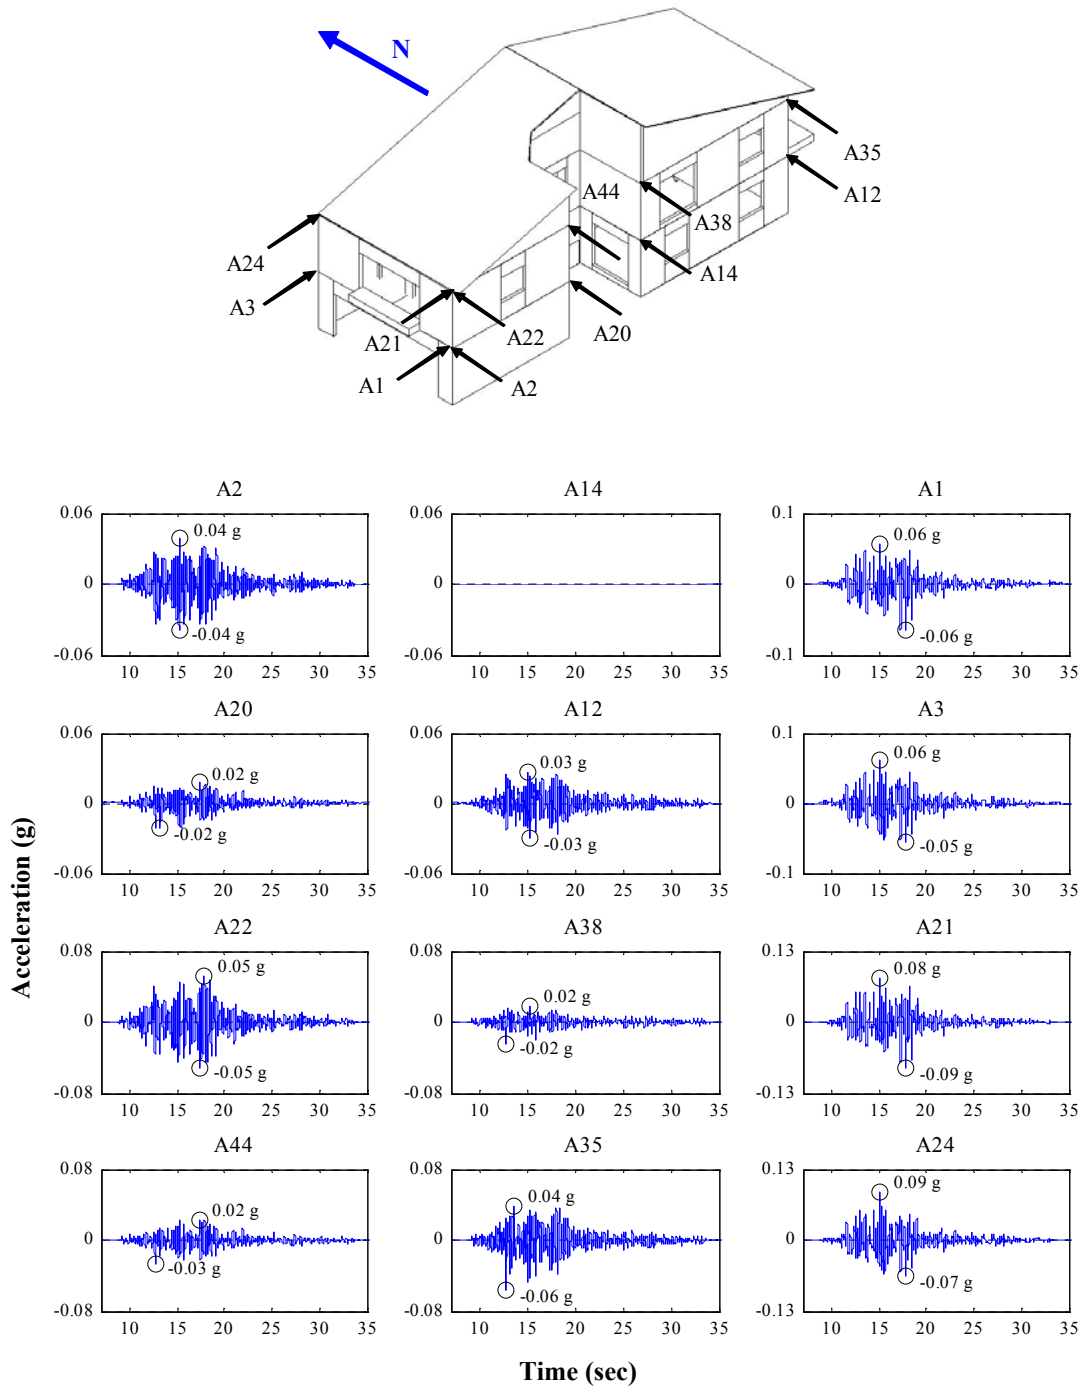 N
A35
A12
A44
A38
A14
A24
A3
A21
A22
A20
A1
A2
A2 A14 A1
0.06 0.06 0.1
0.04 g 0.06 g
0 0 0
-0.04 g -0.06 g
-0.06 -0.06 -0.1
10 15 20 25 30 35 10 15 20 25 30 35 10 15 20 25 30 35
A20 A12 A3
0.06 0.06 0.1
0.02 g 0.03 g 0.06 g
0 0 0
-0.02 g -0.03 g -0.05 g
-0.06 -0.06 -0.1
10 15 20 25 30 35 10 15 20 25 30 35 10 15 20 25 30 35
A22 A38 A21
0.08 0.08 0.13
0.05 g 0.02 g 0.08 g
0 0 0
-0.05 g -0.02 g -0.09 g
-0.08 -0.08 -0.13
10 15 20 25 30 35 10 15 20 25 30 35 10 15 20 25 30 35
A44 A35 A24
0.08 0.08 0.13
0.02 g 0.04 g 0.09 g
0 0 0
-0.03 g -0.06 g -0.07 g
-0.08 -0.08 -0.13
10 15 20 25 30 35 10 15 20 25 30 35 10 15 20 25 30 35
Acceleration (g)
Time (sec)